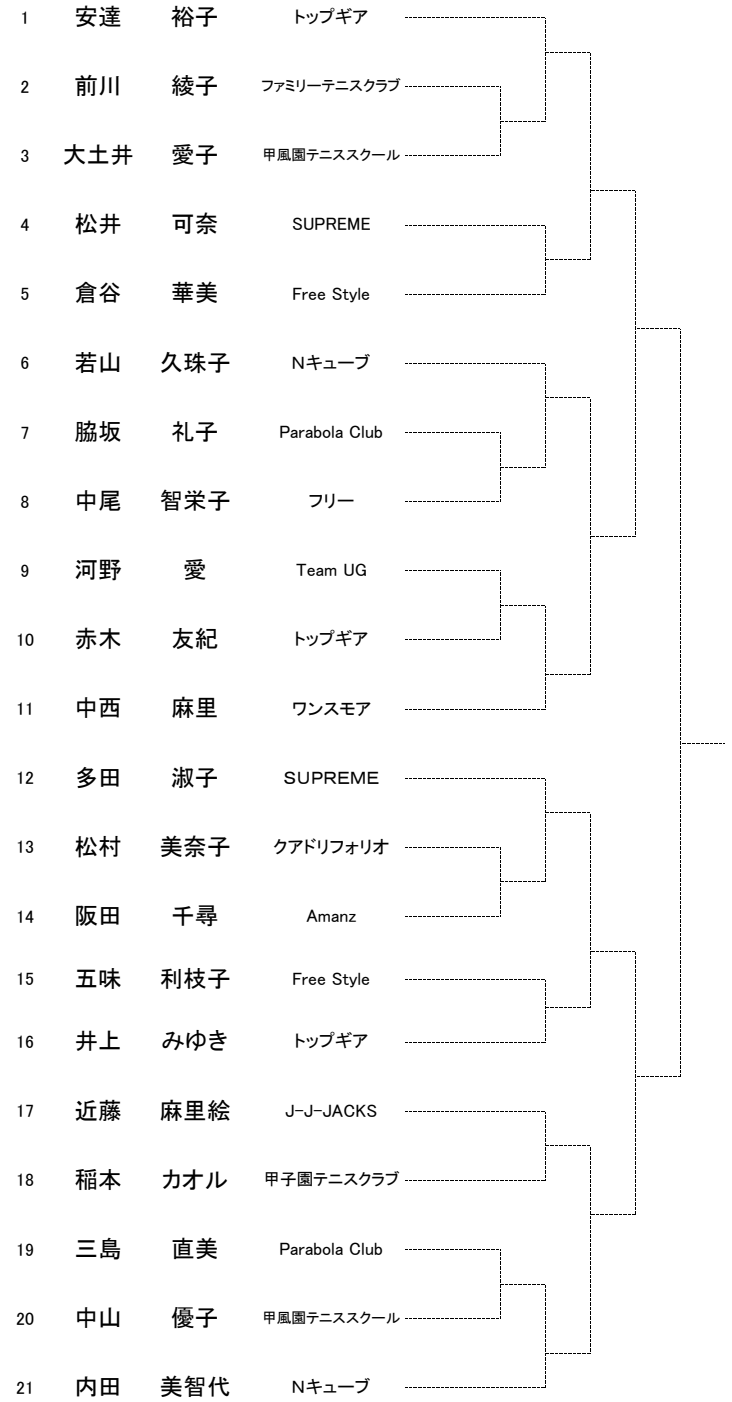 1 安達 裕子 トップギア
2 前川 綾子 ファミリーテニスクラブ
3 大土井 愛子 甲風園テニススクール
4 松井 可奈 SUPREME
5 倉谷 華美 Free Style
6 若山 久珠子 Nキューブ
7 脇坂 礼子 Parabola Club
8 中尾 智栄子 フリー
9 河野 愛 Team UG
10 赤木 友紀 トップギア
11 中西 麻里 ワンスモア
12 多田 淑子 SUPREME
13 松村 美奈子 クアドリフォリオ
14 阪田 千尋 Amanz
15 五味 利枝子 Free Style
16 井上 みゆき トップギア
17 近藤 麻里絵 J-J-JACKS
18 稲本 カオル 甲子園テニスクラブ
19 三島 直美 Parabola Club
20 中山 優子 甲風園テニススクール
21 内田 美智代 Nキューブ